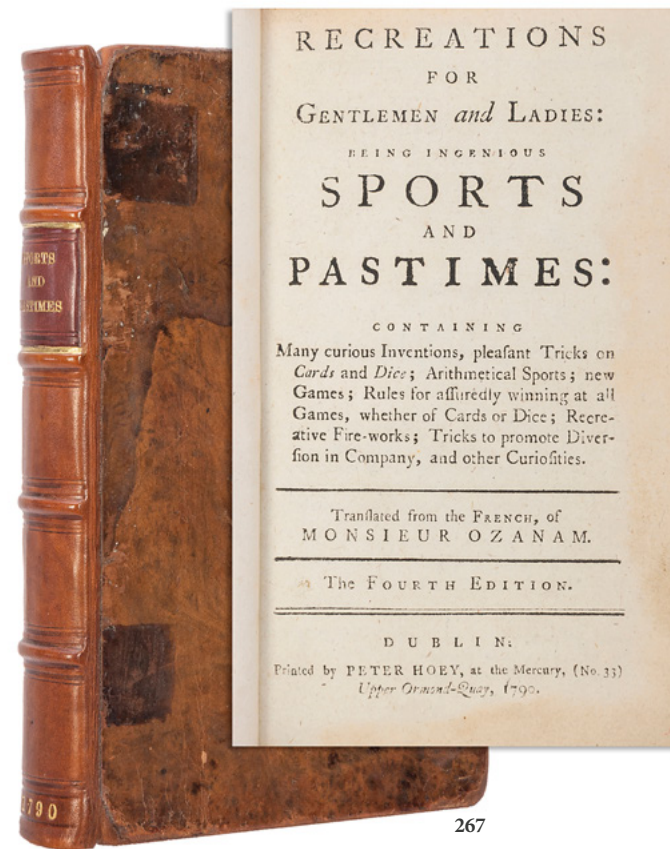 PORTS
AND
ASTIMES
1790
RECREATIONS
FOR
GENTLEMEN and LADIES:
BEING INGENIOUS
SPORTS
AND
PASTIMES:
CONTAINING
Many curious Inventions, pleaſant Tricks on
Cards and Dice; Arithmetical Sports; new
Games; Rules for aſſuredly winning at all
Games, whether of Cards or Dice; Recre-
ative Fire-works; Tricks to promote Diver-
ſion in Company, and other Curioſities.
Tranſlated from the FRENCH, of
MONSIEUR OZANAM.
The FOURTH EDITION.
DUBLIN:
Printed by PETER HOEY, at the Mercury, (No. 33)
Upper Ormond-Quay, 1790.
267